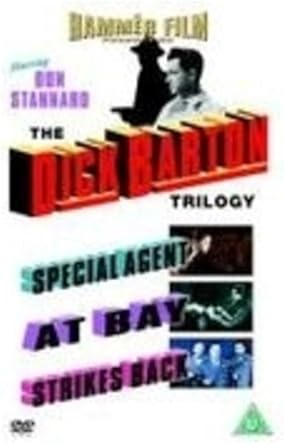 HAMMER FILM
Starring
DON
STANNARD
THE
DICK BARTON
TRILOGY
SPECIAL AGENT
AT BAY
STRIKES BACK
DVD
U